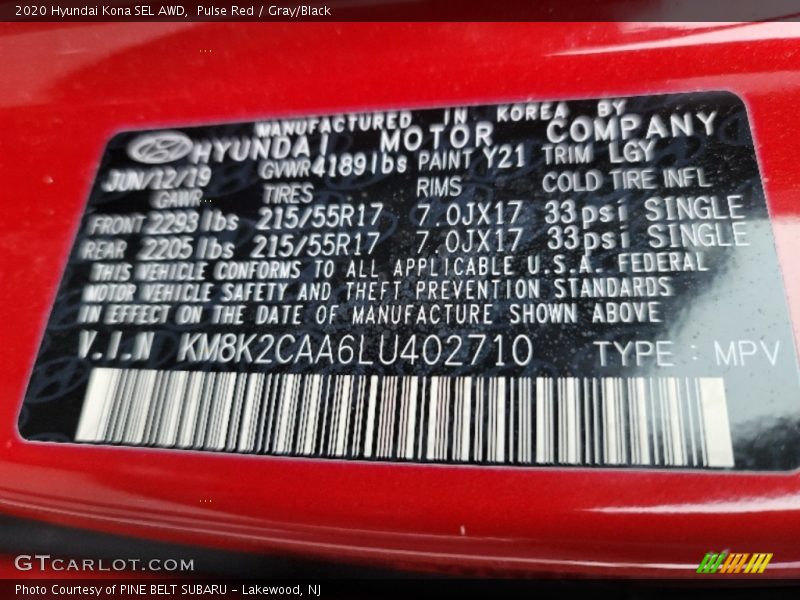 2020 Hyundai Kona SEL AWD, Pulse Red / Gray/Black
MANUFACTURED IN KOREA BY
HYUNDAI MOTOR COMPANY
JUN/12/19 GVWR 4189lbs PAINT Y21 TRIM LGY
GAWR TIRES RIMS COLD TIRE INFL
FRONT 2293lbs 215/55R17 7.0JX17 33psi SINGLE
REAR 2205lbs 215/55R17 7.0JX17 33psi SINGLE
THIS VEHICLE CONFORMS TO ALL APPLICABLE U.S.A. FEDERAL
MOTOR VEHICLE SAFETY AND THEFT PREVENTION STANDARDS
IN EFFECT ON THE DATE OF MANUFACTURE SHOWN ABOVE
V.I.N KM8K2CAA6LU402710 TYPE : MPV
GTCARLOT.COM
Photo Courtesy of PINE BELT SUBARU - Lakewood, NJ